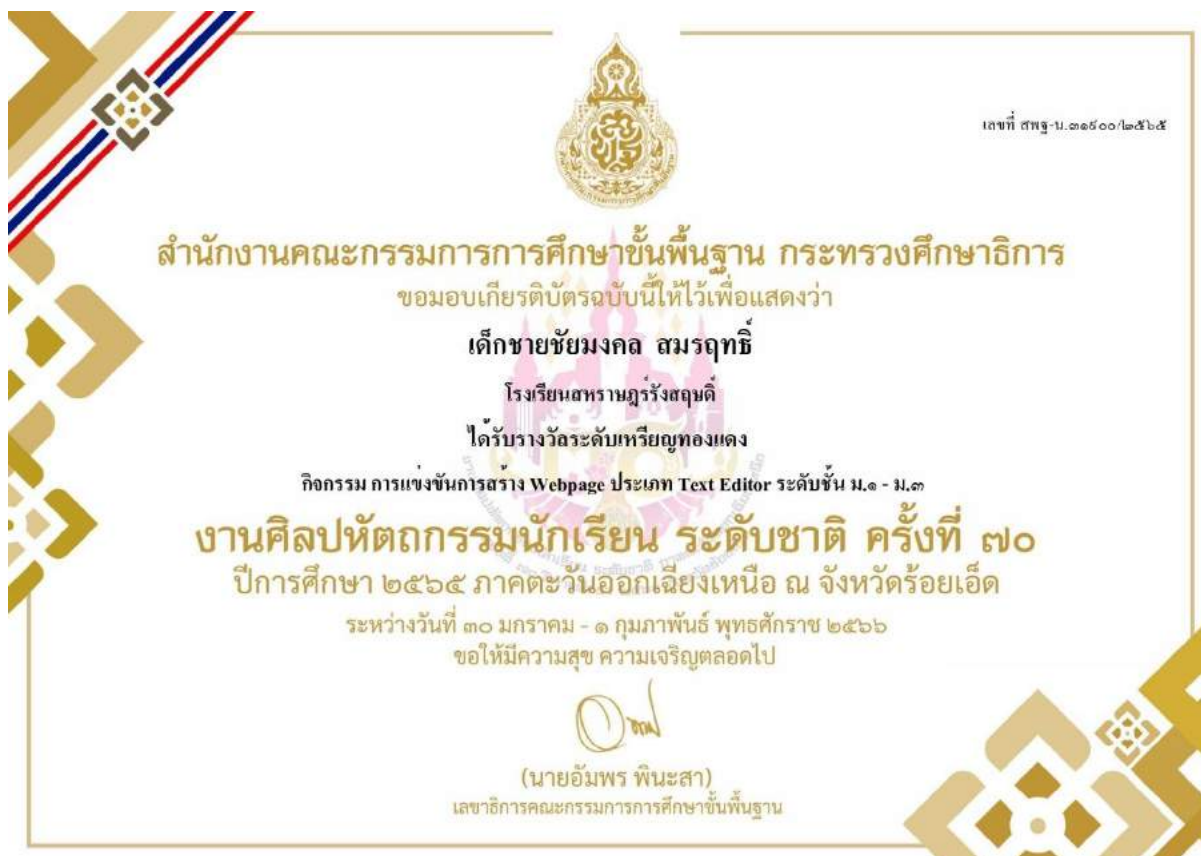 เลขที่ สพฐ-น.๓๑๙๐๐/๒๕๖๕
สำนักงานคณะกรรมการการศึกษาขั้นพื้นฐาน กระทรวงศึกษาธิการ
ขอมอบเกียรติบัตรฉบับนี้ให้ไว้เพื่อแสดงว่า
เด็กชายชัยมงคล สมรฤทธิ์
โรงเรียนสหราษฎร์รังสฤษดิ์
ได้รับรางวัลระดับเหรียญทองแดง
กิจกรรม การแข่งขันการสร้าง Webpage ประเภท Text Editor ระดับชั้น ม.๑ - ม.๓
งานศิลปหัตถกรรมนักเรียน ระดับชาติ ครั้งที่ ๗๐
ปีการศึกษา ๒๕๖๕ ภาคตะวันออกเฉียงเหนือ ณ จังหวัดร้อยเอ็ด
ระหว่างวันที่ ๓๐ มกราคม - ๑ กุมภาพันธ์ พุทธศักราช ๒๕๖๖
ขอให้มีความสุข ความเจริญตลอดไป
(นายอัมพร พินะสา)
เลขาธิการคณะกรรมการการศึกษาขั้นพื้นฐาน